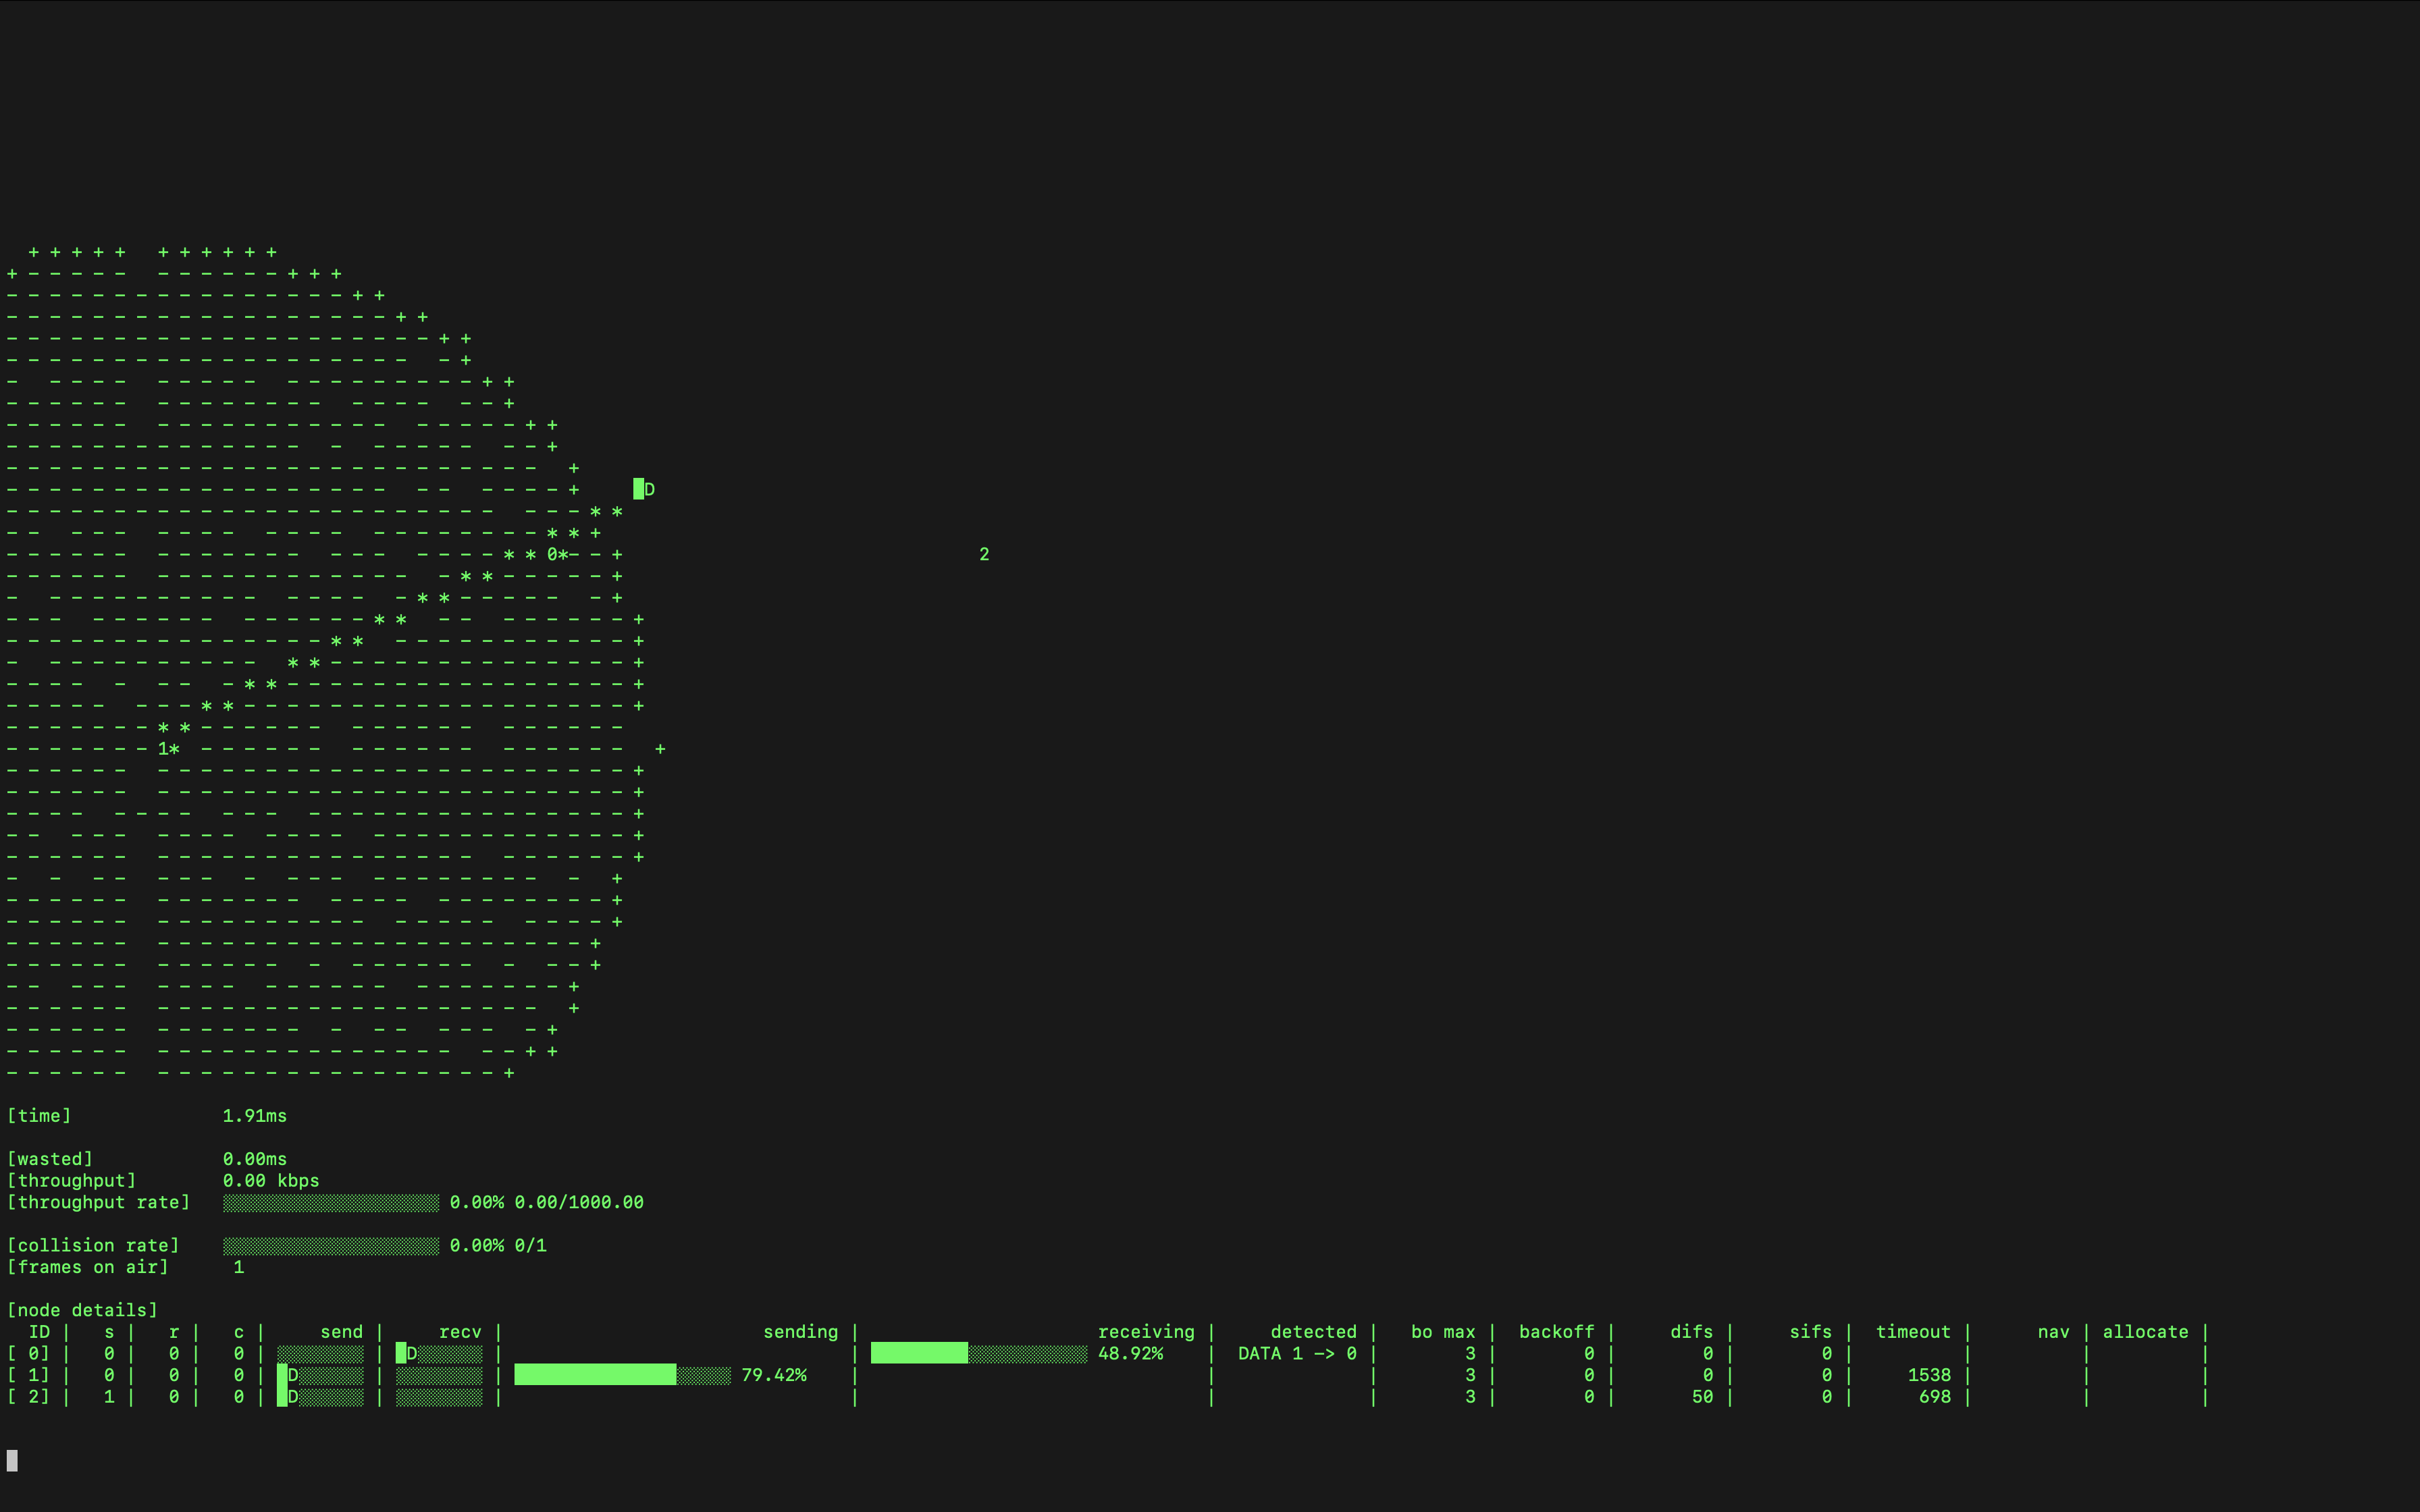 D
0
2
1
[time] 1.91ms
[wasted] 0.00ms
[throughput] 0.00 kbps
[throughput rate] 0.00% 0.00/1000.00
[collision rate] 0.00% 0/1
[frames on air] 1
[node details]
ID | s | r | c | send | recv | sending | receiving | detected | bo max | backoff | difs | sifs | timeout | nav | allocate |
[ 0] | 0 | 0 | 0 | | D | | 48.92% | DATA 1 -> 0 | 3 | 0 | 0 | 0 | | | |
[ 1] | 0 | 0 | 0 | D | | 79.42% | | | 3 | 0 | 0 | 0 | 1538 | | |
[ 2] | 1 | 0 | 0 | D | | | | | 3 | 0 | 50 | 0 | 698 | | |